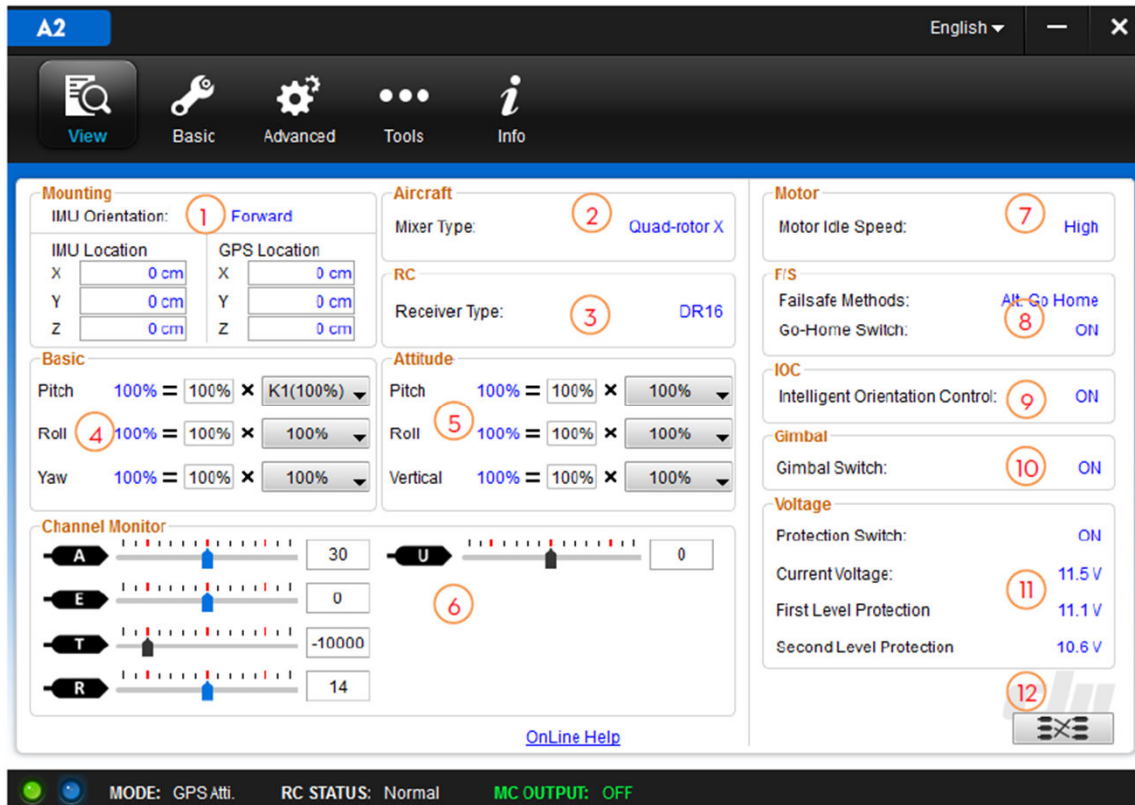 A2
English
View Basic Advanced Tools Info
Mounting
IMU Orientation: 1 Forward
IMU Location GPS Location
X 0 cm X 0 cm
Y 0 cm Y 0 cm
Z 0 cm Z 0 cm
Aircraft
Mixer Type: 2 Quad-rotor X
RC
Receiver Type: 3 DR16
Basic
Pitch 100% = 100% × K1(100%)
Roll 4 100% = 100% × 100%
Yaw 100% = 100% × 100%
Attitude
Pitch 100% = 100% × 100%
Roll 5 100% = 100% × 100%
Vertical 100% = 100% × 100%
Channel Monitor
A 30
E 0
T -10000
R 14
U 0
6
OnLine Help
Motor
Motor Idle Speed: 7 High
F/S
Failsafe Methods: Alt. Go Home
8
Go-Home Switch: ON
IOC
Intelligent Orientation Control: 9 ON
Gimbal
Gimbal Switch: 10 ON
Voltage
Protection Switch: ON
Current Voltage: 11.5 V
11
First Level Protection 11.1 V
Second Level Protection 10.6 V
12
MODE: GPS Atti. RC STATUS: Normal MC OUTPUT: OFF